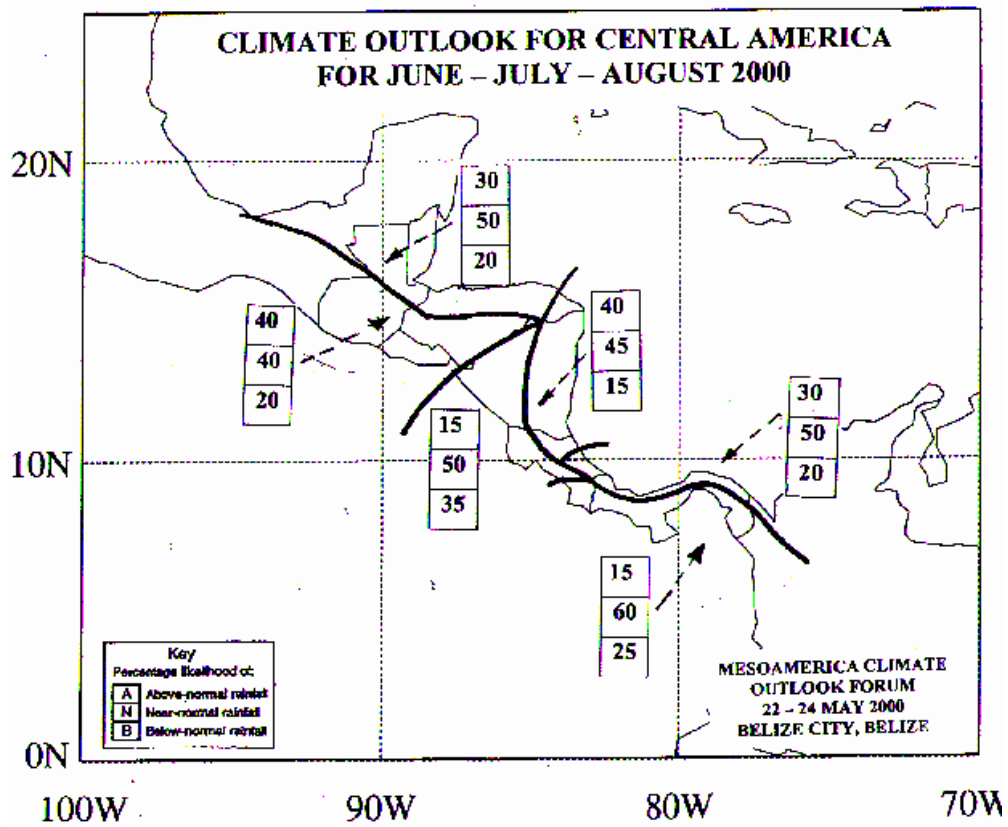 CLIMATE OUTLOOK FOR CENTRAL AMERICA
FOR JUNE – JULY – AUGUST 2000
20N
30
50
20
40
40
20
40
45
15
15
50
35
30
50
20
10N
15
60
25
Key
Percentage likelihood of:
A Above-normal rainfall
N Near-normal rainfall
B Below-normal rainfall
MESOAMERICA CLIMATE
OUTLOOK FORUM
22 – 24 MAY 2000
BELIZE CITY, BELIZE
0N
100W 90W 80W 70W